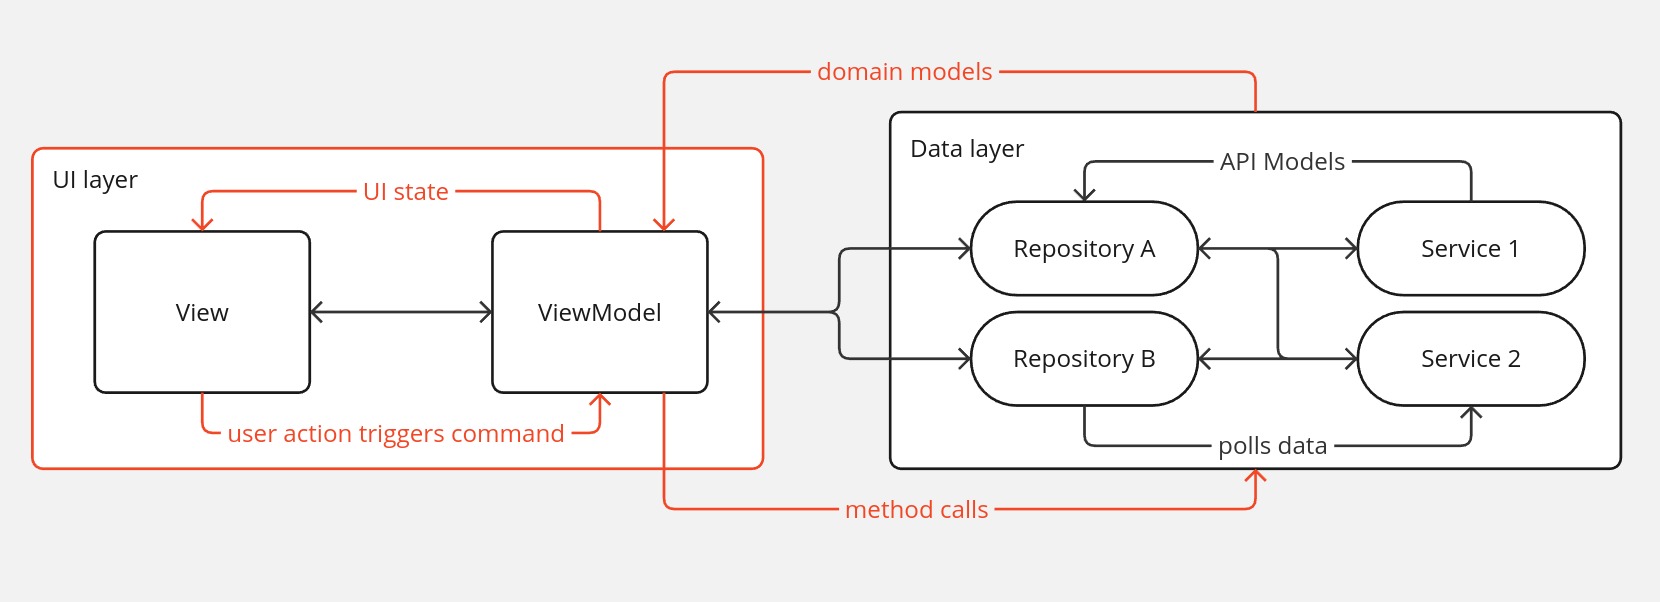 domain models
Data layer
UI layer
API Models
UI state
Repository A
Service 1
View
ViewModel
Repository B
Service 2
user action triggers command
polls data
method calls